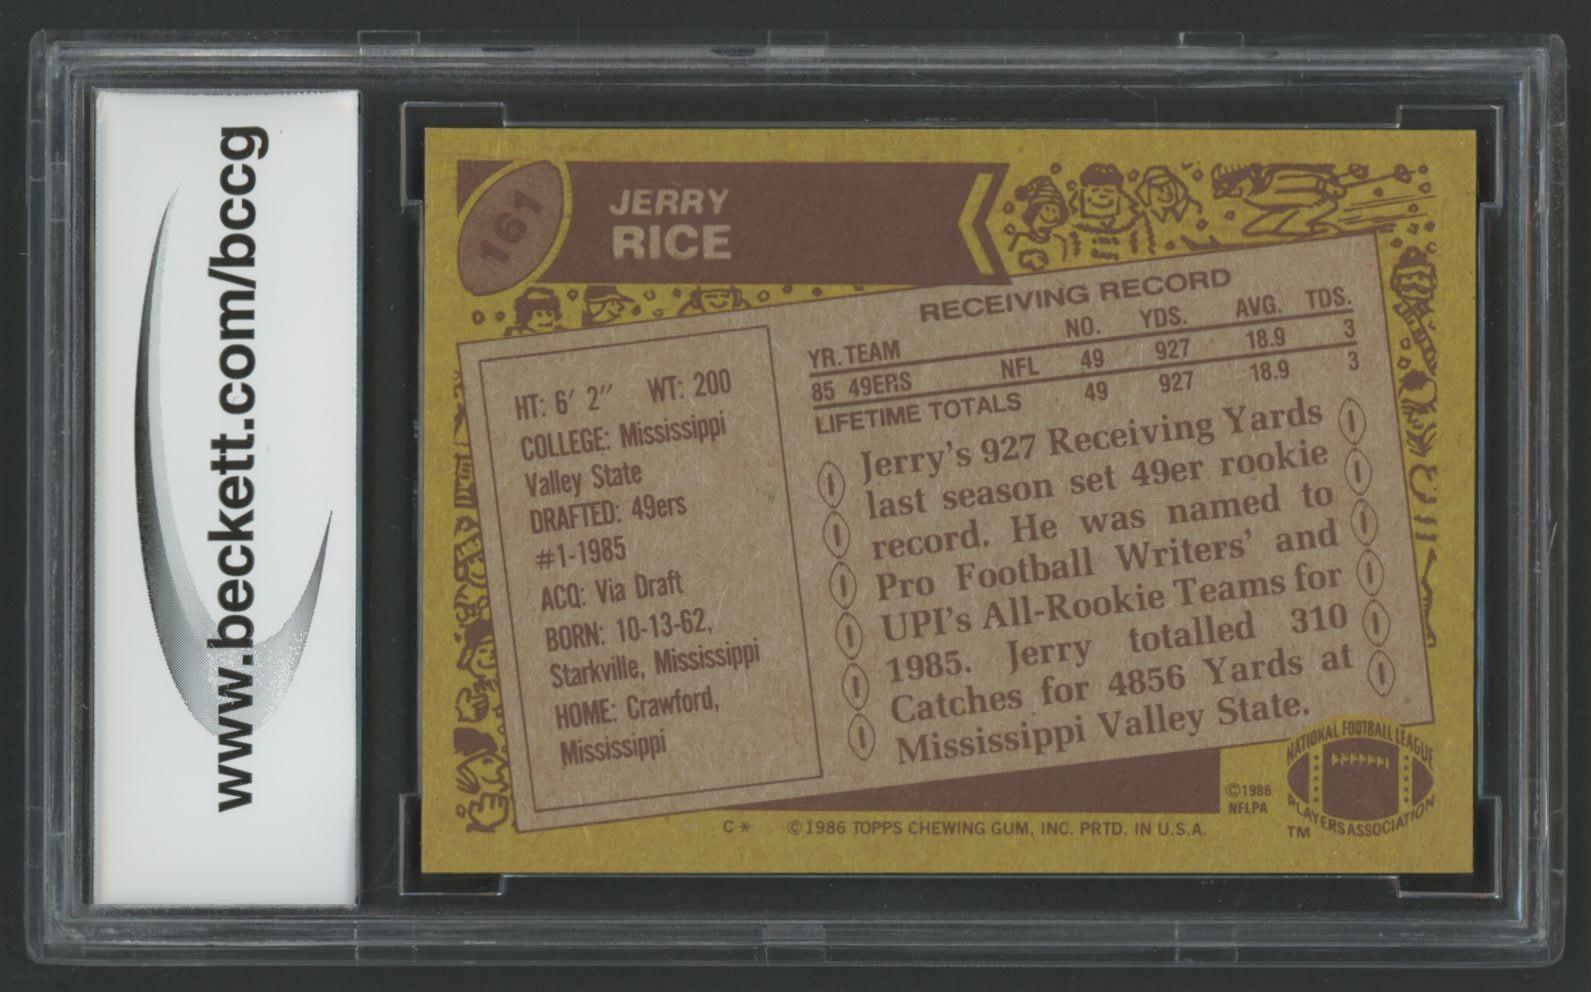 www.beckett.com/bccg
161
JERRY
RICE
RECEIVING RECORD
YR. TEAM NO. YDS. AVG. TDS.
85 49ERS NFL 49 927 18.9 3
LIFETIME TOTALS 49 927 18.9 3
HT: 6′ 2″ WT: 200
COLLEGE: Mississippi
Valley State
DRAFTED: 49ers
#1-1985
ACQ: Via Draft
BORN: 10-13-62,
Starkville, Mississippi
HOME: Crawford,
Mississippi
Jerry's 927 Receiving Yards
last season set 49er rookie
record. He was named to
Pro Football Writers' and
UPI's All-Rookie Teams for
1985. Jerry totalled 310
Catches for 4856 Yards at
Mississippi Valley State.
©1986
NFLPA
NATIONAL FOOTBALL LEAGUE
PLAYERS ASSOCIATION
TM
C* ©1986 TOPPS CHEWING GUM, INC. PRTD. IN U.S.A.